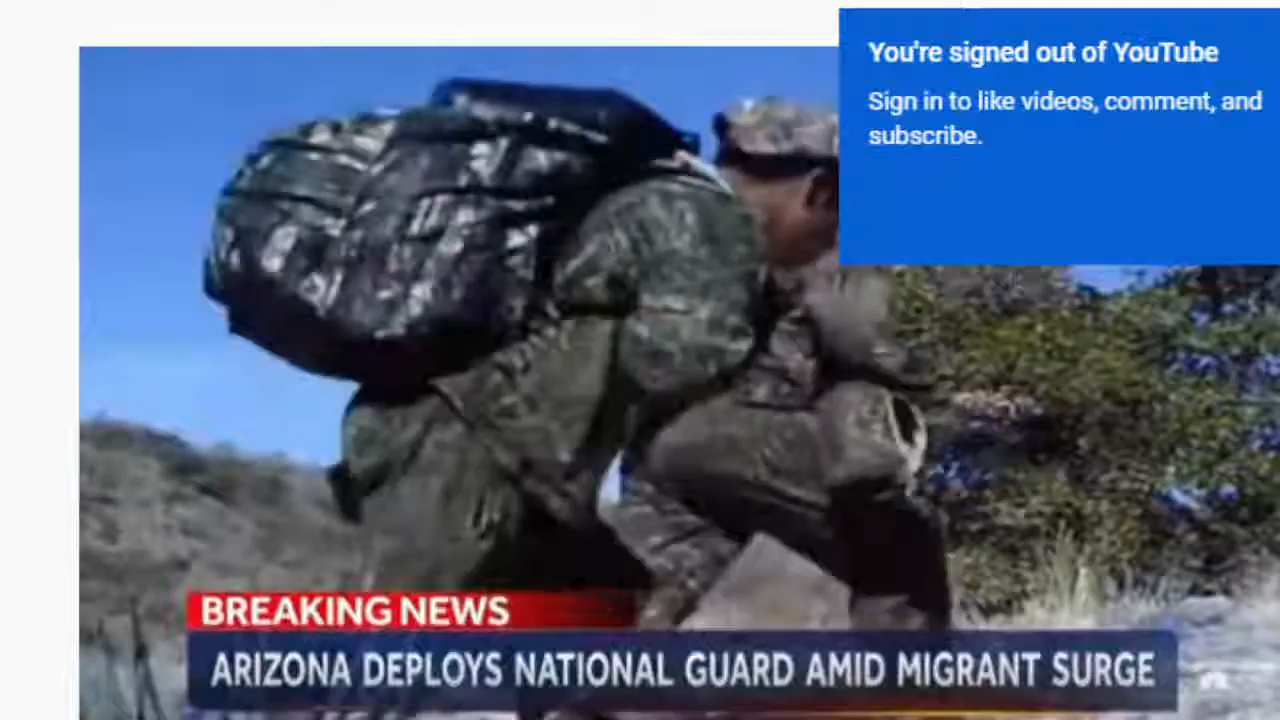 You're signed out of YouTube
Sign in to like videos, comment, and
subscribe.
BREAKING NEWS
ARIZONA DEPLOYS NATIONAL GUARD AMID MIGRANT SURGE